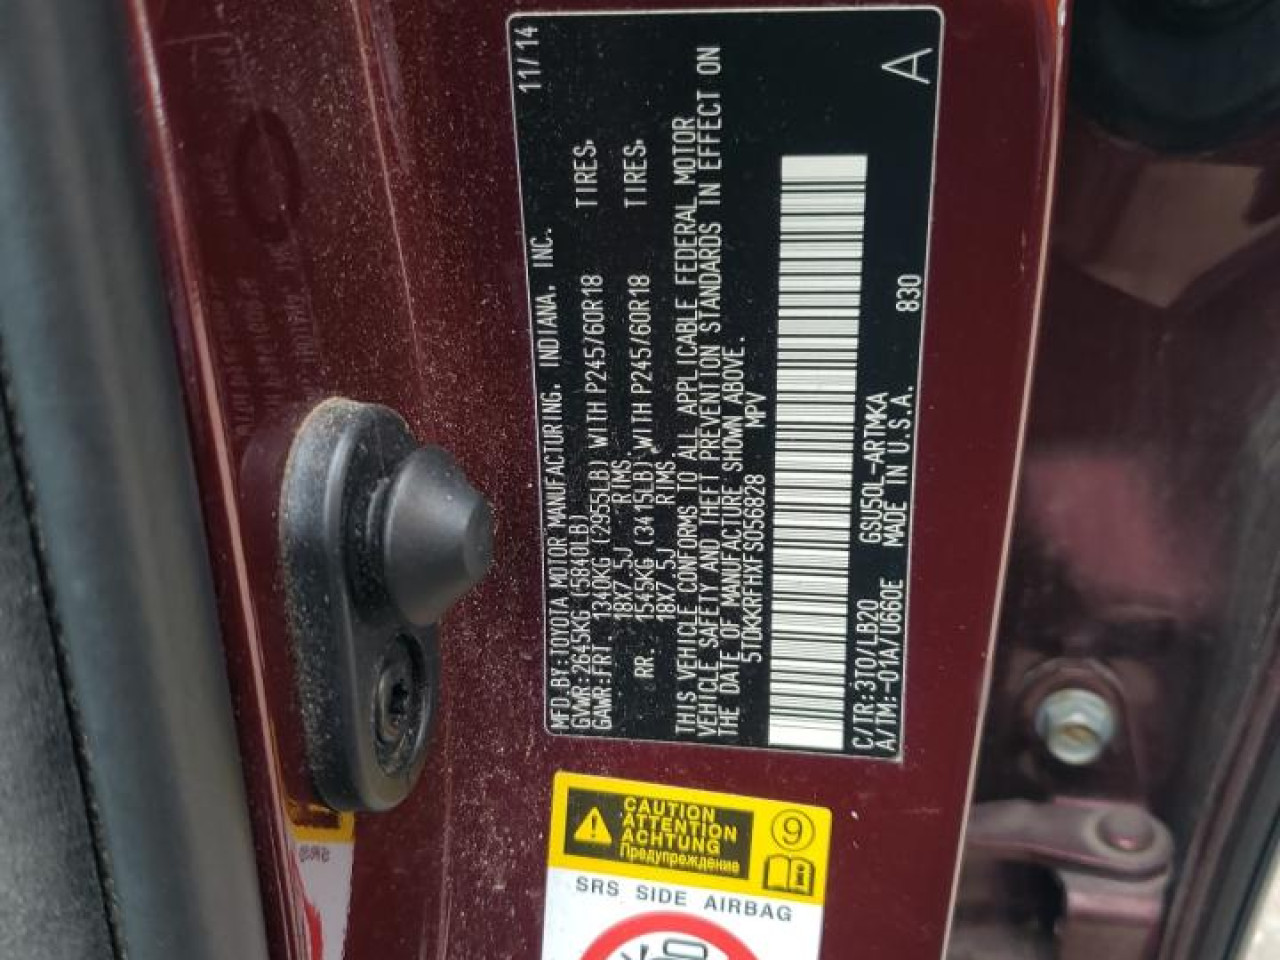 MFD.BY:TOYOTA MOTOR MANUFACTURING, INDIANA, INC. 11/14
GVWR:2645KG (5840LB)
GAWR:FRT. 1340KG (2955LB) WITH P245/60R18 TIRES,
18X7.5J RIMS,
RR. 1545KG (3415LB) WITH P245/60R18 TIRES,
18X7.5J RIMS.
THIS VEHICLE CONFORMS TO ALL APPLICABLE FEDERAL MOTOR
VEHICLE SAFETY AND THEFT PREVENTION STANDARDS IN EFFECT ON
THE DATE OF MANUFACTURE SHOWN ABOVE.
5TDKKRFHXFS056828 MPV
C/TR:3T0/LB20 GSU50L-ARTMKA 830
A/TM:-01A/U660E MADE IN U.S.A.
A
CAUTION
ATTENTION
ACHTUNG
Предупреждение
9
SRS SIDE AIRBAG